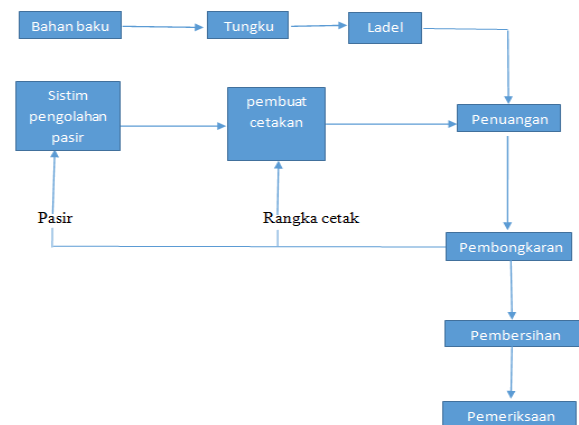 Bahan baku
Tungku
Ladel
Sistim
pengolahan
pasir
pembuat
cetakan
Penuangan
Pasir
Rangka cetak
Pembongkaran
Pembersihan
Pemeriksaan